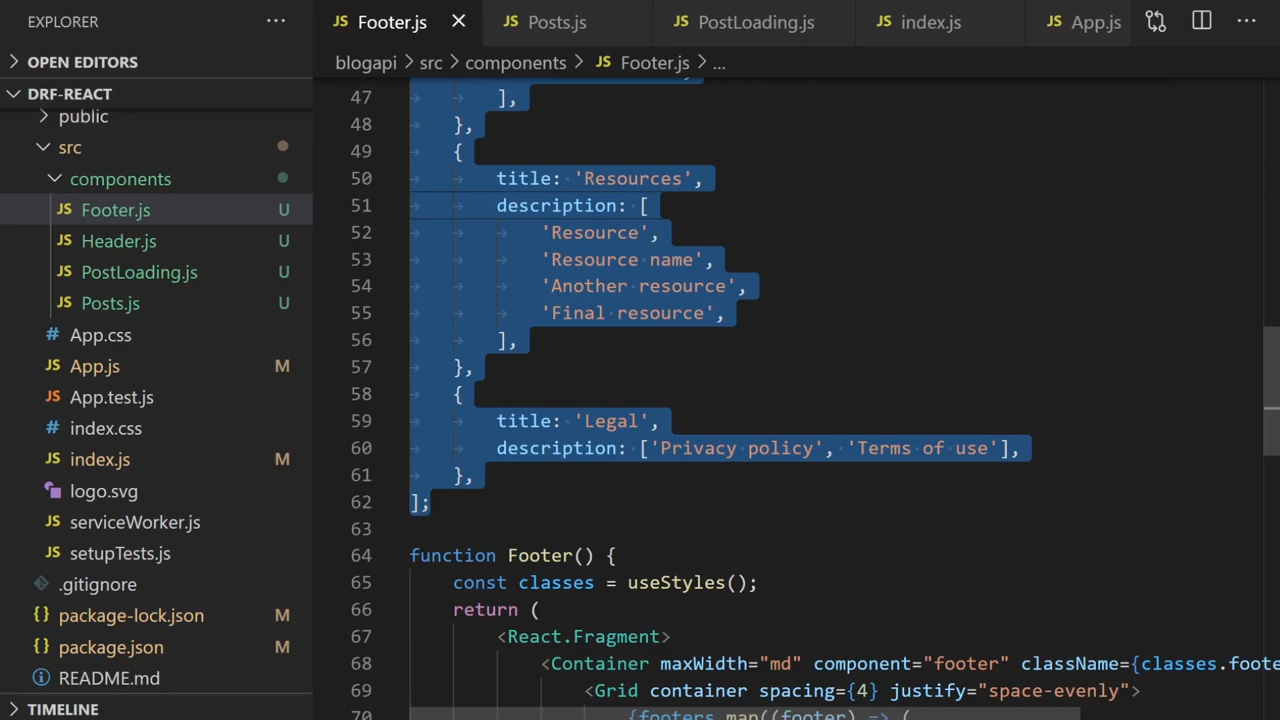 EXPLORER
OPEN EDITORS
DRF-REACT
public
src
components
JS Footer.js U
JS Header.js U
JS PostLoading.js U
JS Posts.js U
# App.css
JS App.js M
JS App.test.js
# index.css
JS index.js M
logo.svg
JS serviceWorker.js
JS setupTests.js
.gitignore
{} package-lock.json M
{} package.json M
README.md
TIMELINE
JS Footer.js JS Posts.js JS PostLoading.js JS index.js JS App.js
blogapi > src > components > JS Footer.js > ...
47 ],
48 },
49 {
50 title: 'Resources',
51 description: [
52 'Resource',
53 'Resource name',
54 'Another resource',
55 'Final resource',
56 ],
57 },
58 {
59 title: 'Legal',
60 description: ['Privacy policy', 'Terms of use'],
61 },
62 ];
63
64 function Footer() {
65 const classes = useStyles();
66 return (
67 <React.Fragment>
68 <Container maxWidth="md" component="footer" className={classes.foote
69 <Grid container spacing={4} justify="space-evenly">
70 {footers.map((footer) => (